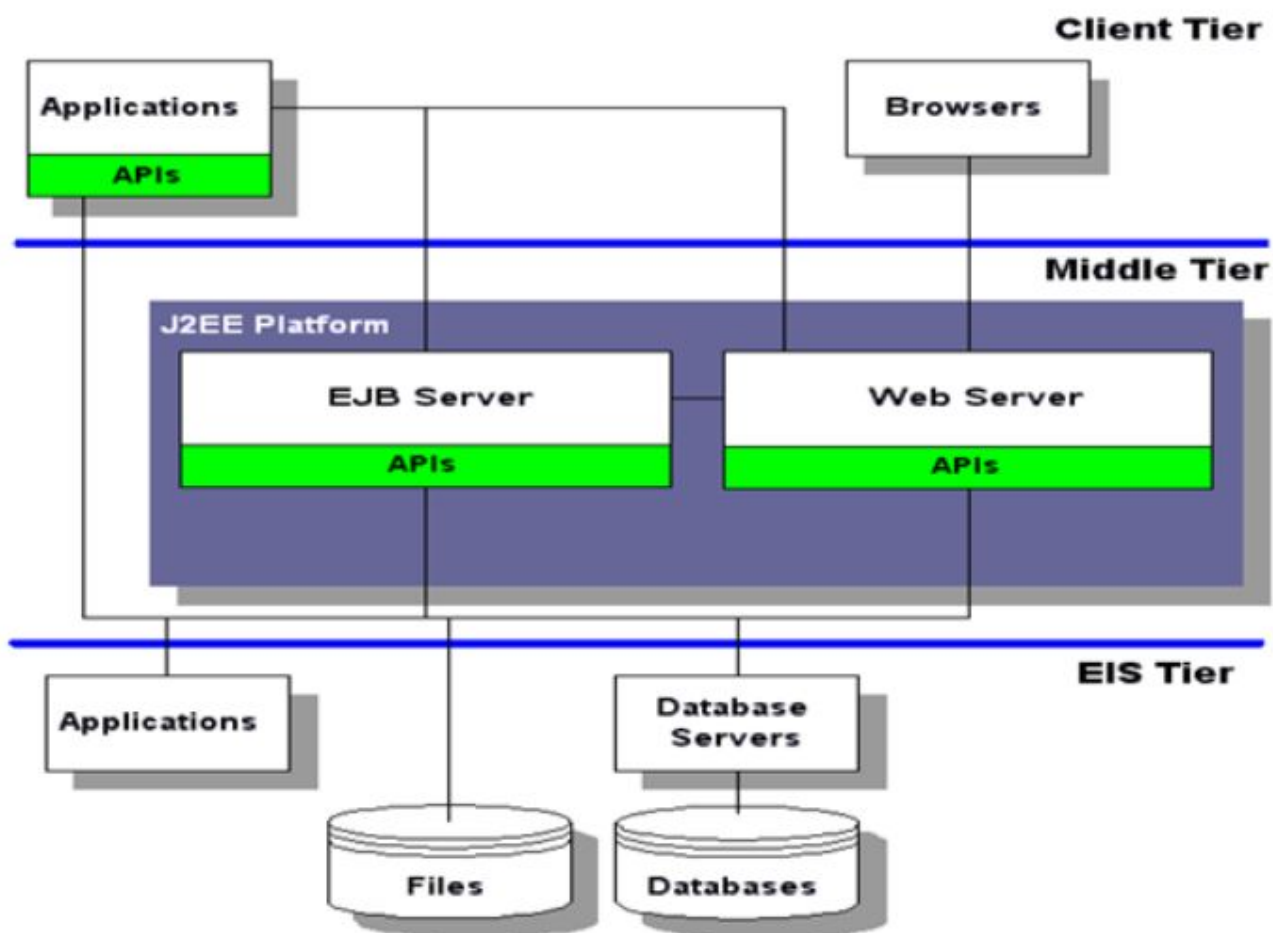 Client Tier
Applications
APIs
Browsers
Middle Tier
J2EE Platform
EJB Server
APIs
Web Server
APIs
EIS Tier
Applications
Database
Servers
Files
Databases